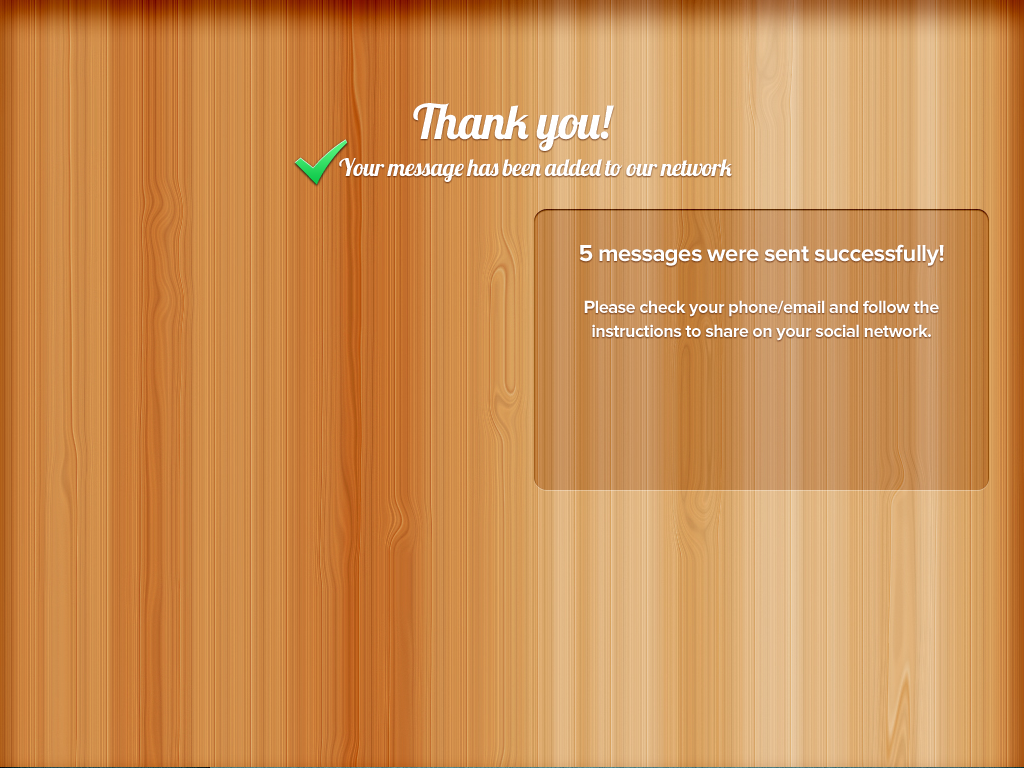 Thank you!
Your message has been added to our network
5 messages were sent successfully!
Please check your phone/email and follow the
instructions to share on your social network.